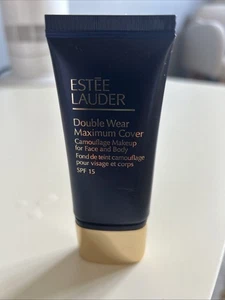 ESTĒE
LAUDER
Double Wear
Maximum Cover
Camouflage Makeup
for Face and Body
Fond de teint camouflage
pour visage et corps
SPF 15